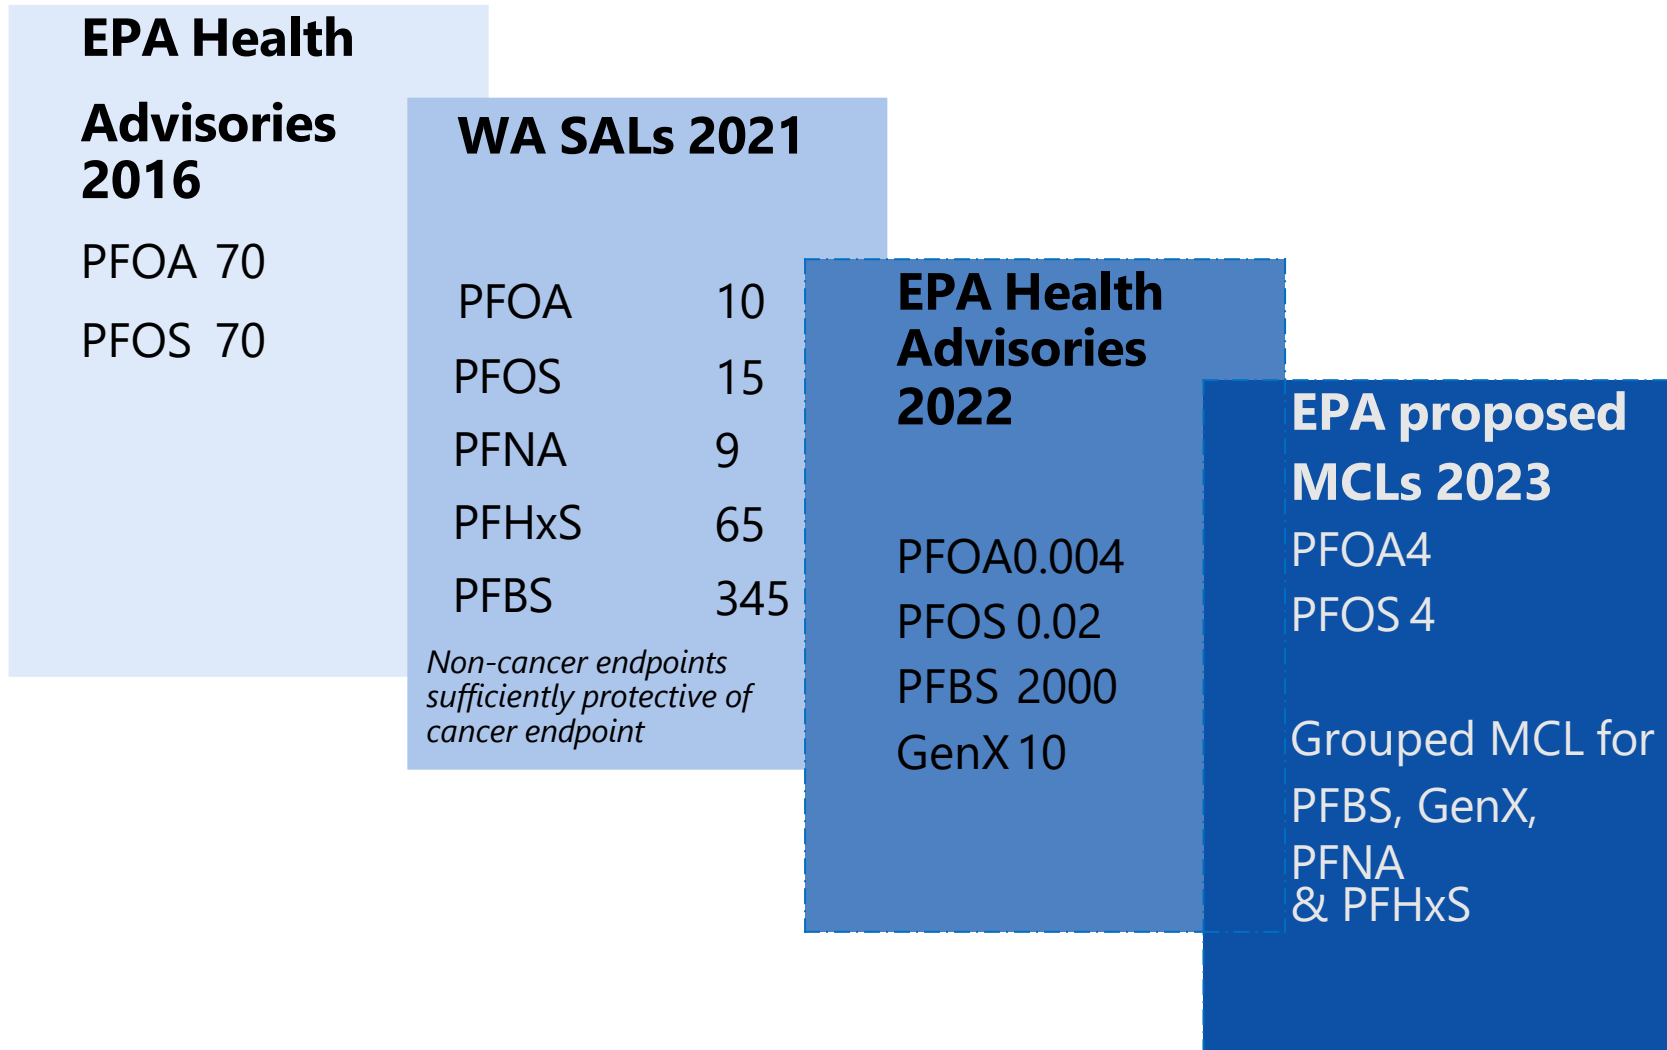 EPA Health
Advisories
2016
PFOA 70
PFOS 70
WA SALs 2021
PFOA 10
PFOS 15
PFNA 9
PFHxS 65
PFBS 345
Non-cancer endpoints
sufficiently protective of
cancer endpoint
EPA Health
Advisories
2022
PFOA0.004
PFOS 0.02
PFBS 2000
GenX 10
EPA proposed
MCLs 2023
PFOA4
PFOS 4
Grouped MCL for
PFBS, GenX,
PFNA
& PFHxS